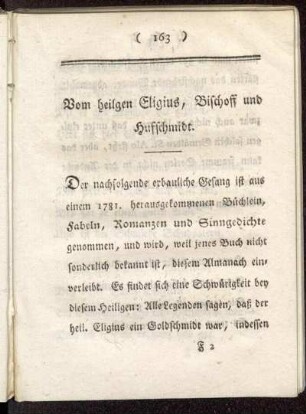 ( 163 )
Vom heilgen Eligius, Bischoff und
Hufschmidt.
Der nachfolgende erbauliche Gesang ist aus
einem 1781. herausgekommenen Büchlein,
Fabeln, Romanzen und Sinngedichte
genommen, und wird, weil jenes Buch nicht
sonderlich bekannt ist, diesem Almanach ein-
verleibt. Es findet sich eine Schwürigkeit bey
diesem Heiligen: Alle Legenden sagen, daß der
heil. Eligius ein Goldschmidt war, indessen
F 2